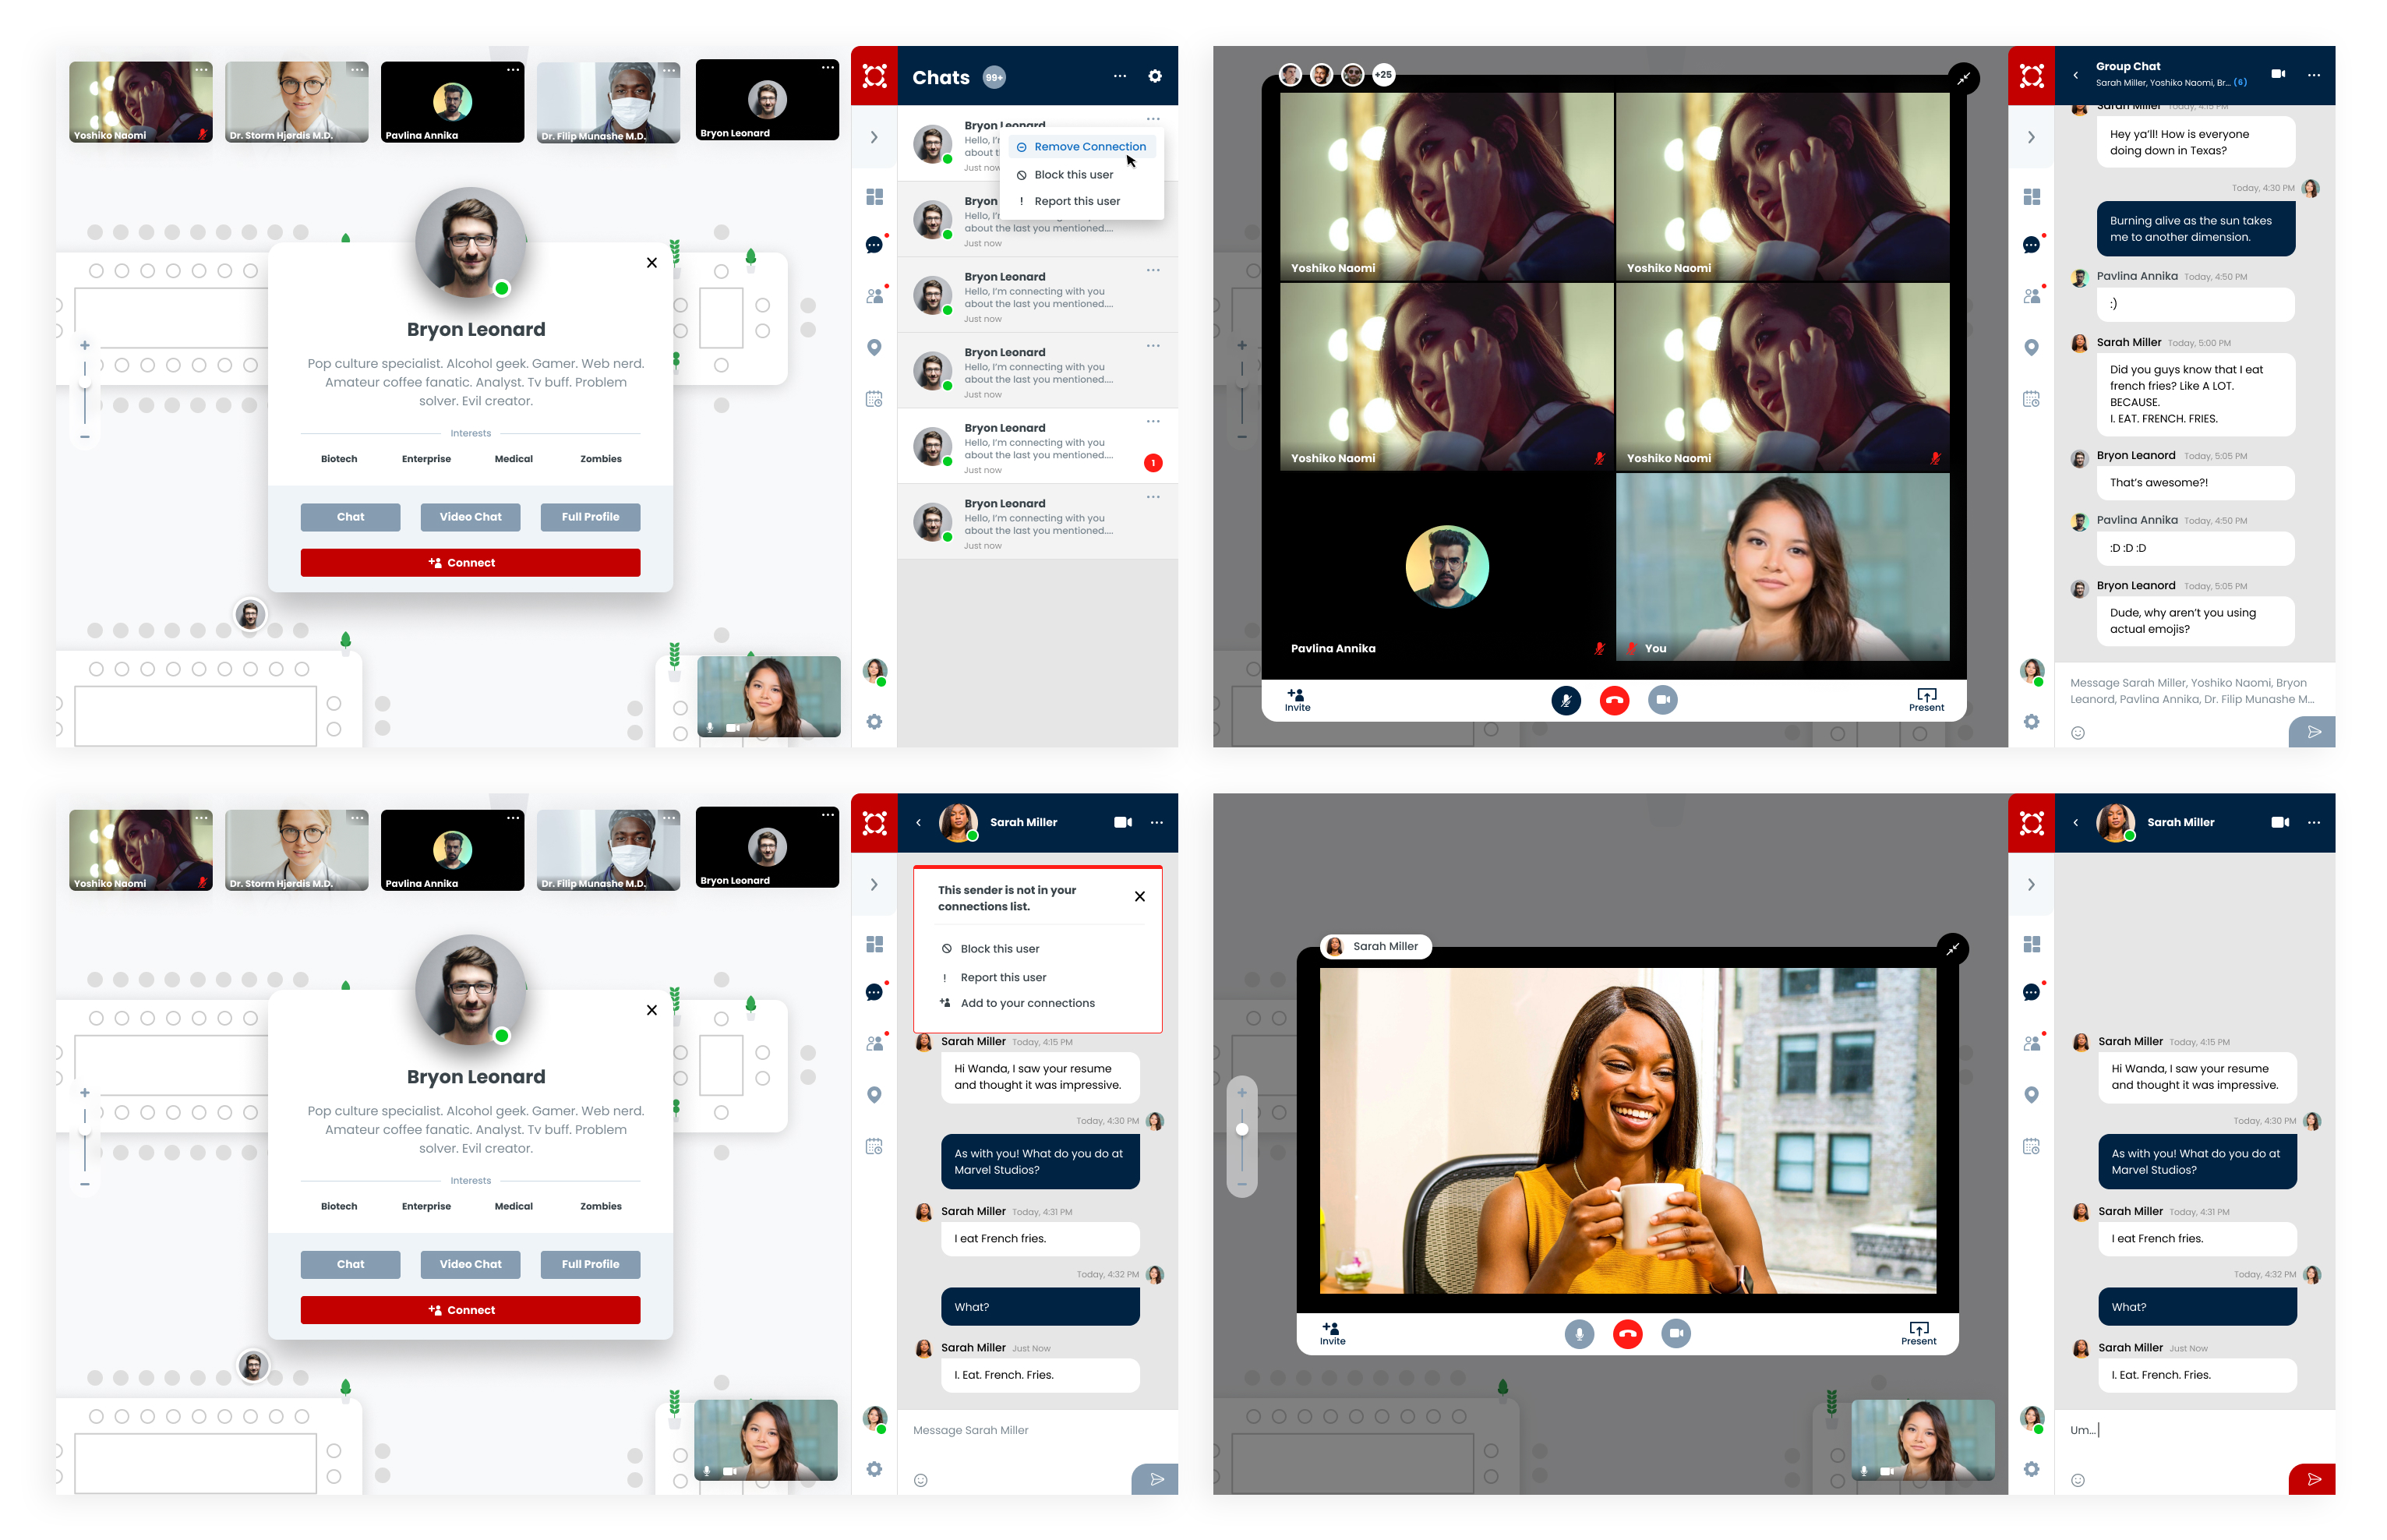 Yoshiko Naomi
Dr. Storm Hjørdis M.D.
Pavlina Annika
Dr. Filip Munashe M.D.
Bryon Leonard
Bryon Leonard
Pop culture specialist. Alcohol geek. Gamer. Web nerd.
Amateur coffee fanatic. Analyst. Tv buff. Problem
solver. Evil creator.
Interests
Biotech Enterprise Medical Zombies
Chat Video Chat Full Profile
Connect
Chats 99+
Bryon Leonard
Hello, I'm
about t
Just now
Remove Connection
Block this user
Report this user
Bryon
Hello, I'm connecting with you
about the last you mentioned....
Just now
Bryon Leonard
Hello, I'm connecting with you
about the last you mentioned....
Just now
Bryon Leonard
Hello, I'm connecting with you
about the last you mentioned....
Just now
Bryon Leonard
Hello, I'm connecting with you
about the last you mentioned....
Just now
1
Bryon Leonard
Hello, I'm connecting with you
about the last you mentioned....
Just now
+25
Yoshiko Naomi
Yoshiko Naomi
Yoshiko Naomi
Yoshiko Naomi
Pavlina Annika
You
Invite
Present
Group Chat
Sarah Miller, Yoshiko Naomi, Br... (6)
Sarah Miller Today, 4:15 PM
Hey ya'll! How is everyone
doing down in Texas?
Today, 4:30 PM
Burning alive as the sun takes
me to another dimension.
Pavlina Annika Today, 4:50 PM
:)
Sarah Miller Today, 5:00 PM
Did you guys know that I eat
french fries? Like A LOT.
BECAUSE.
I. EAT. FRENCH. FRIES.
Bryon Leanord Today, 5:05 PM
That's awesome?!
Pavlina Annika Today, 4:50 PM
:D :D :D
Bryon Leanord Today, 5:05 PM
Dude, why aren't you using
actual emojis?
Message Sarah Miller, Yoshiko Naomi, Bryon
Leanord, Pavlina Annika, Dr. Filip Munashe M...
Yoshiko Naomi
Dr. Storm Hjørdis M.D.
Pavlina Annika
Dr. Filip Munashe M.D.
Bryon Leonard
Bryon Leonard
Pop culture specialist. Alcohol geek. Gamer. Web nerd.
Amateur coffee fanatic. Analyst. Tv buff. Problem
solver. Evil creator.
Interests
Biotech Enterprise Medical Zombies
Chat Video Chat Full Profile
Connect
Sarah Miller
This sender is not in your
connections list.
Block this user
Report this user
Add to your connections
Sarah Miller Today, 4:15 PM
Hi Wanda, I saw your resume
and thought it was impressive.
Today, 4:30 PM
As with you! What do you do at
Marvel Studios?
Sarah Miller Today, 4:31 PM
I eat French fries.
Today, 4:32 PM
What?
Sarah Miller Just Now
I. Eat. French. Fries.
Message Sarah Miller
Sarah Miller
Invite
Present
Sarah Miller
Sarah Miller Today, 4:15 PM
Hi Wanda, I saw your resume
and thought it was impressive.
Today, 4:30 PM
As with you! What do you do at
Marvel Studios?
Sarah Miller Today, 4:31 PM
I eat French fries.
Today, 4:32 PM
What?
Sarah Miller Just Now
I. Eat. French. Fries.
Um...